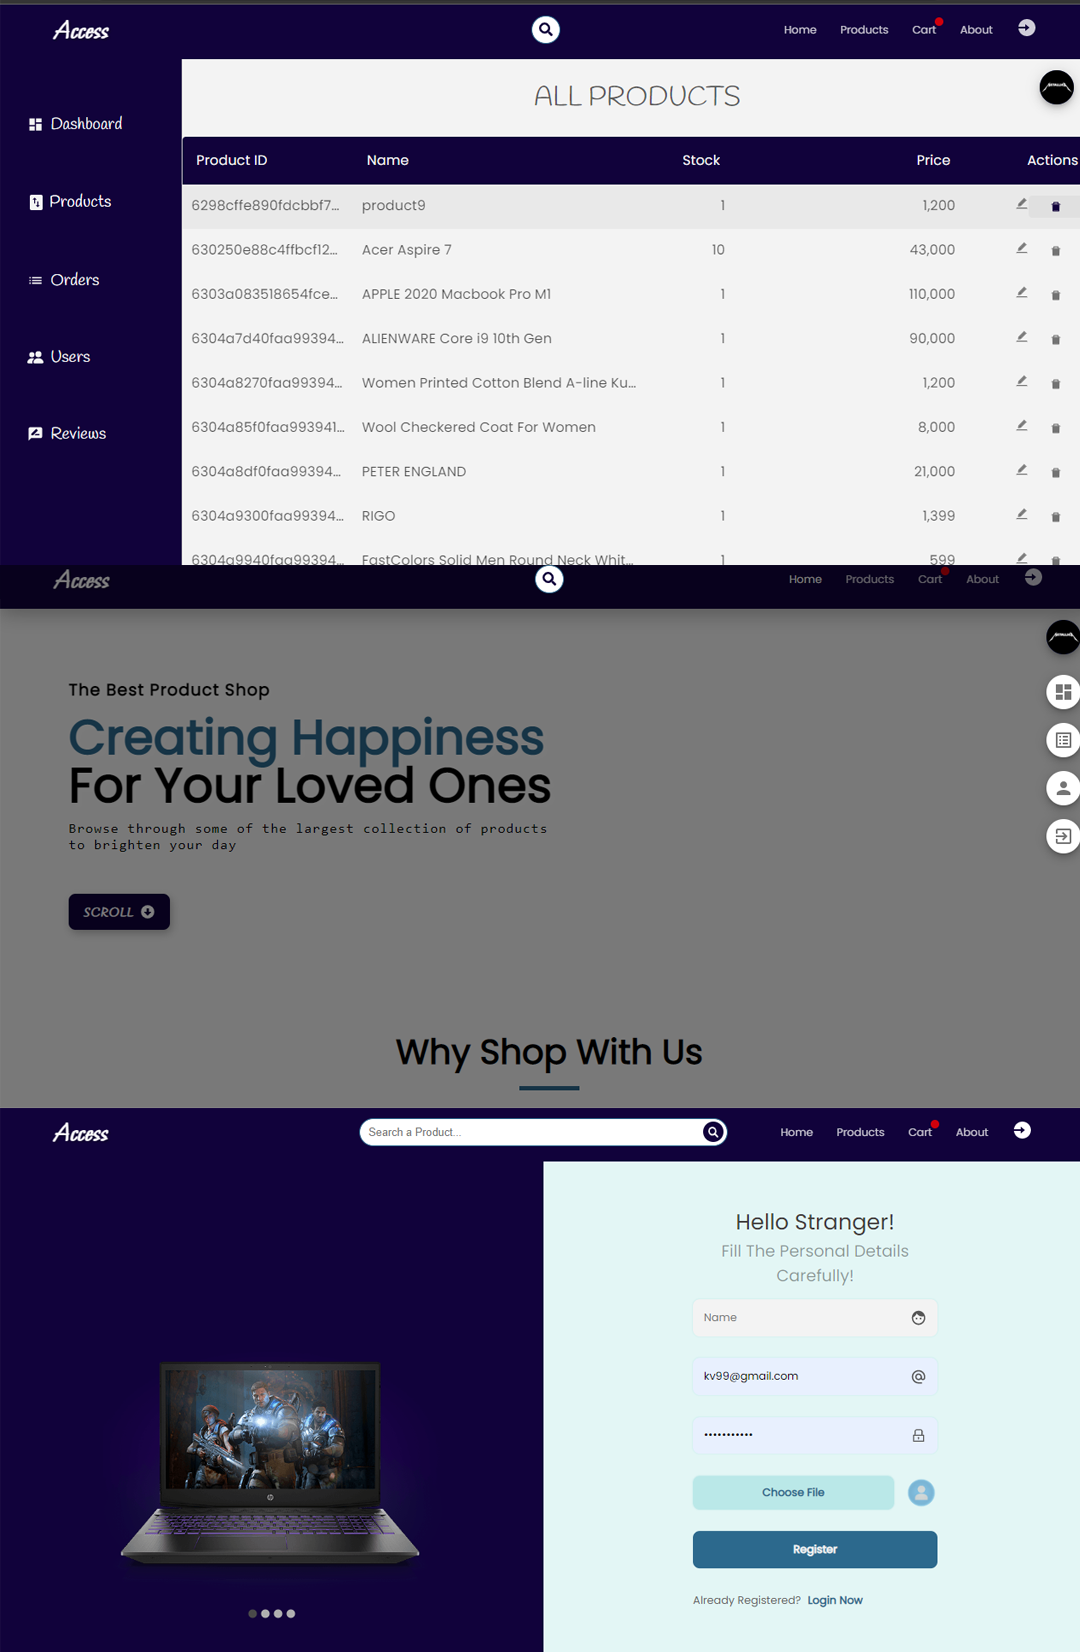 Access
Home Products Cart About
ALL PRODUCTS
Dashboard
Products
Orders
Users
Reviews
Product ID Name Stock Price Actions
6298cffe890fdcbbf7... product9 1 1,200
630250e88c4ffbcf12... Acer Aspire 7 10 43,000
6303a083518654fce... APPLE 2020 Macbook Pro M1 1 110,000
6304a7d40faa99394... ALIENWARE Core i9 10th Gen 1 90,000
6304a8270faa99394... Women Printed Cotton Blend A-line Ku... 1 1,200
6304a85f0faa993941... Wool Checkered Coat For Women 1 8,000
6304a8df0faa99394... PETER ENGLAND 1 21,000
6304a9300faa99394... RIGO 1 1,399
6304a9940faa99394... FastColors Solid Men Round Neck Whit... 1 599
Access
Home Products Cart About
The Best Product Shop
Creating Happiness
For Your Loved Ones
Browse through some of the largest collection of products
to brighten your day
SCROLL
Why Shop With Us
Access
Search a Product...
Home Products Cart About
Hello Stranger!
Fill The Personal Details
Carefully!
Name
kv99@gmail.com
•••••••••••
Choose File
Register
Already Registered? Login Now